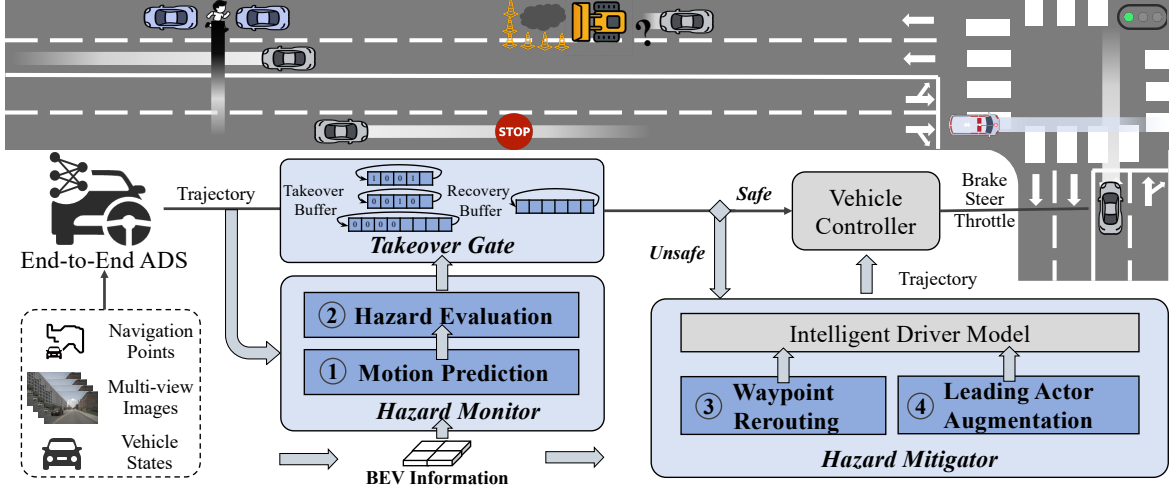 ?
STOP
Trajectory
Takeover
Buffer
1 0 0 1
0 0 1 0
0 0 0 0
Recovery
Buffer
Takeover Gate
Safe
Unsafe
Vehicle
Controller
Brake
Steer
Throttle
End-to-End ADS
Navigation
Points
Multi-view
Images
Vehicle
States
② Hazard Evaluation
① Motion Prediction
Hazard Monitor
BEV Information
Trajectory
Intelligent Driver Model
③ Waypoint
Rerouting
④ Leading Actor
Augmentation
Hazard Mitigator